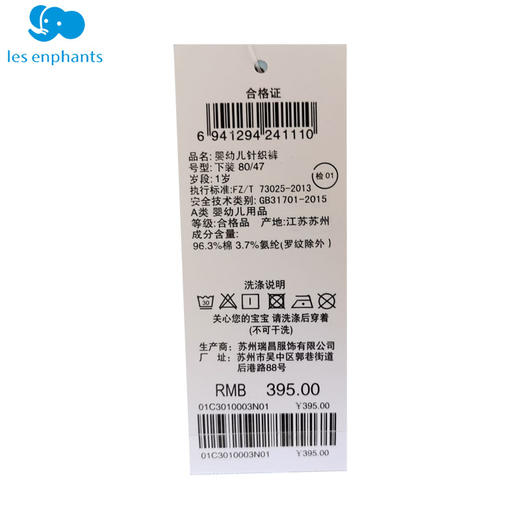 les enphants
合格证
6 941294 241110
品名: 婴幼儿针织裤
号型: 下装 80/47
岁段: 1岁
检 01
执行标准:FZ/T 73025-2013
安全技术类别: GB31701-2015
A类 婴幼儿用品
等级:合格品 产地:江苏苏州
成分含量:
96.3%棉 3.7%氨纶(罗纹除外)
洗涤说明
30
关心您的宝宝 请洗涤后穿着
(不可干洗)
生产商: 苏州瑞昌服饰有限公司
厂 址: 苏州市吴中区郭巷街道
后港路88号
RMB 395.00
01C3010003N01 ¥395.00
01C3010003N01 ¥395.00